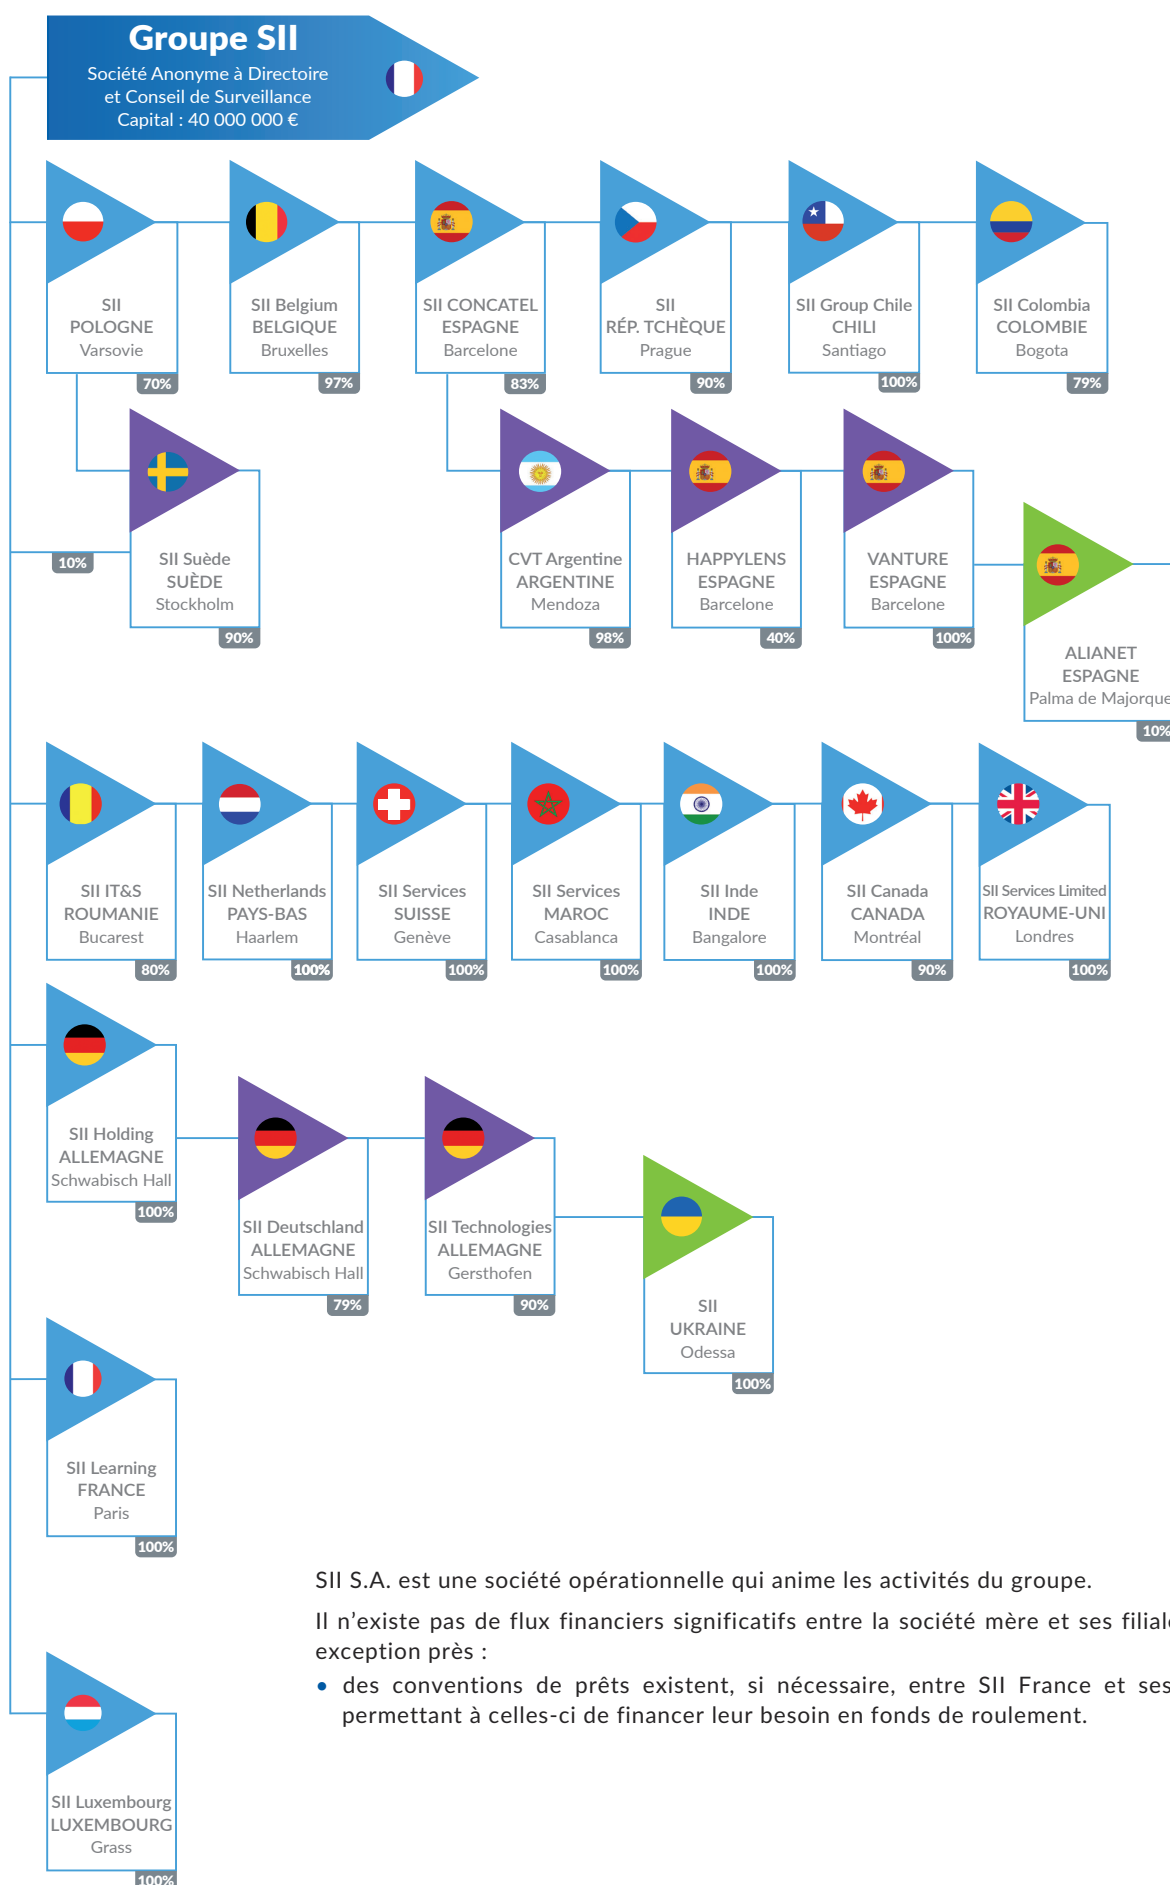 Groupe SII
Société Anonyme à Directoire
et Conseil de Surveillance
Capital : 40 000 000 €
SII
POLOGNE
Varsovie
70%
SII Belgium
BELGIQUE
Bruxelles
97%
SII CONCATEL
ESPAGNE
Barcelone
83%
SII
RÉP. TCHÈQUE
Prague
90%
SII Group Chile
CHILI
Santiago
100%
SII Colombia
COLOMBIE
Bogota
79%
10%
SII Suède
SUÈDE
Stockholm
90%
CVT Argentine
ARGENTINE
Mendoza
98%
HAPPYLENS
ESPAGNE
Barcelone
40%
VANTURE
ESPAGNE
Barcelone
100%
ALIANET
ESPAGNE
Palma de Majorque
10%
SII IT&S
ROUMANIE
Bucarest
80%
SII Netherlands
PAYS-BAS
Haarlem
100%
SII Services
SUISSE
Genève
100%
SII Services
MAROC
Casablanca
100%
SII Inde
INDE
Bangalore
100%
SII Canada
CANADA
Montréal
90%
SII Services Limited
ROYAUME-UNI
Londres
100%
SII Holding
ALLEMAGNE
Schwabisch Hall
100%
SII Deutschland
ALLEMAGNE
Schwabisch Hall
79%
SII Technologies
ALLEMAGNE
Gersthofen
90%
SII
UKRAINE
Odessa
100%
SII Learning
FRANCE
Paris
100%
SII S.A. est une société opérationnelle qui anime les activités du groupe.
Il n'existe pas de flux financiers significatifs entre la société mère et ses filiale
exception près :
• des conventions de prêts existent, si nécessaire, entre SII France et ses
permettant à celles-ci de financer leur besoin en fonds de roulement.
SII Luxembourg
LUXEMBOURG
Grass
100%